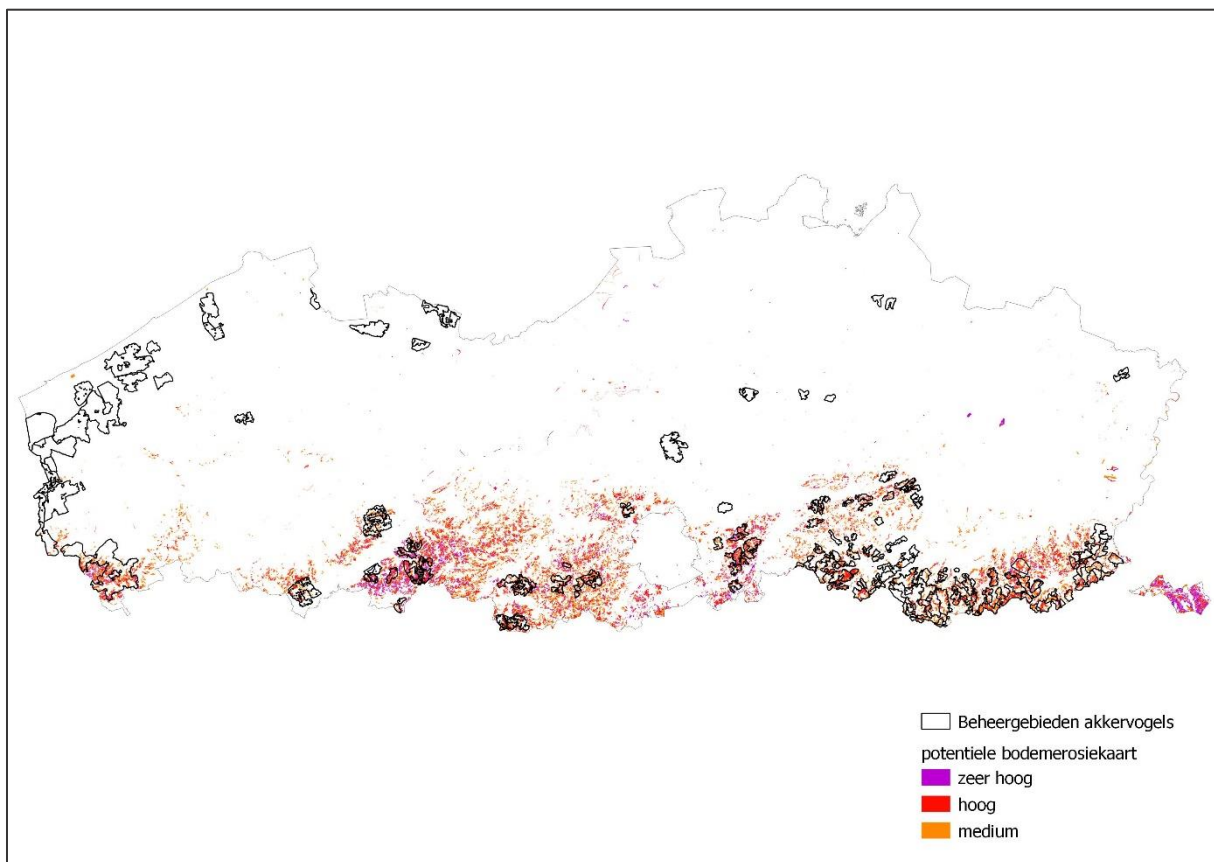 Beheergebieden akkervogels
potentiele bodemerosiekaart
zeer hoog
hoog
medium